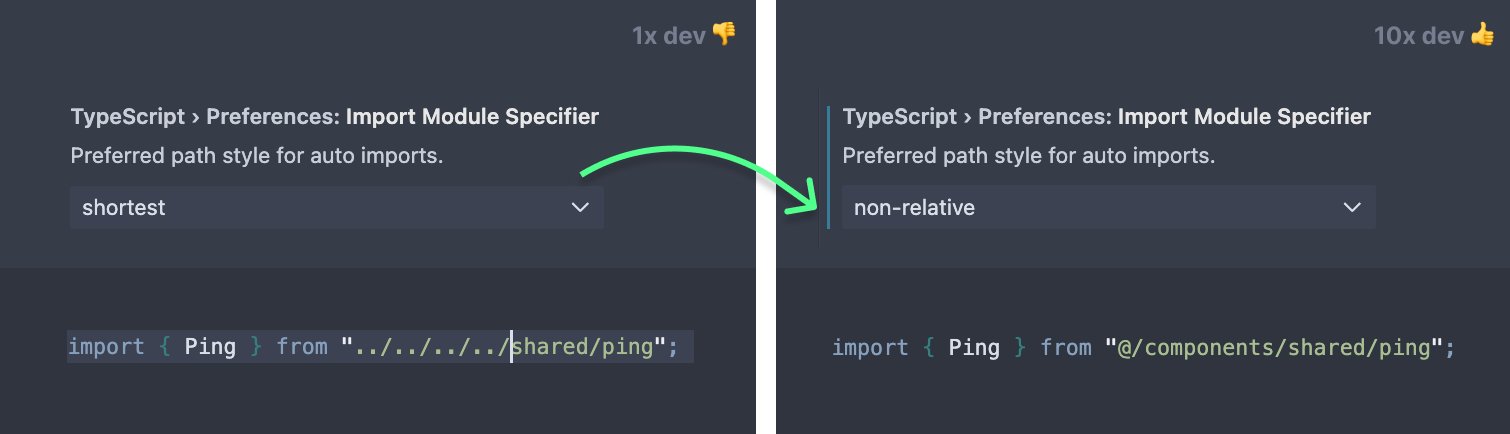 1x dev 👎
TypeScript › Preferences: Import Module Specifier
Preferred path style for auto imports.
shortest
import { Ping } from "../../../../shared/ping";
10x dev 👍
TypeScript › Preferences: Import Module Specifier
Preferred path style for auto imports.
non-relative
import { Ping } from "@/components/shared/ping";